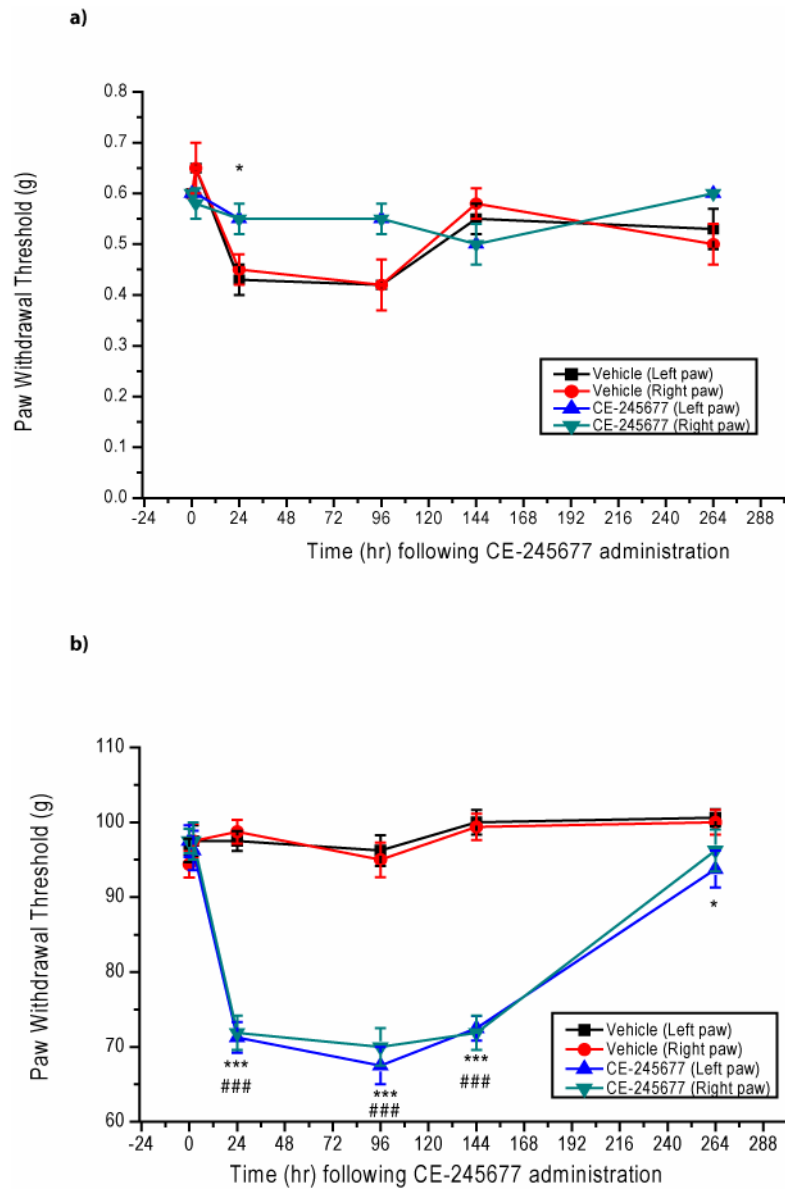 a)
0.8
0.7
0.6
0.5
0.4
0.3
0.2
0.1
0.0
Paw Withdrawal Threshold (g)
*
Vehicle (Left paw)
Vehicle (Right paw)
CE-245677 (Left paw)
CE-245677 (Right paw)
-24 0 24 48 72 96 120 144 168 192 216 240 264 288
Time (hr) following CE-245677 administration
b)
110
100
90
80
70
60
Paw Withdrawal Threshold (g)
*
*** *** ***
### ### ###
Vehicle (Left paw)
Vehicle (Right paw)
CE-245677 (Left paw)
CE-245677 (Right paw)
-24 0 24 48 72 96 120 144 168 192 216 240 264 288
Time (hr) following CE-245677 administration